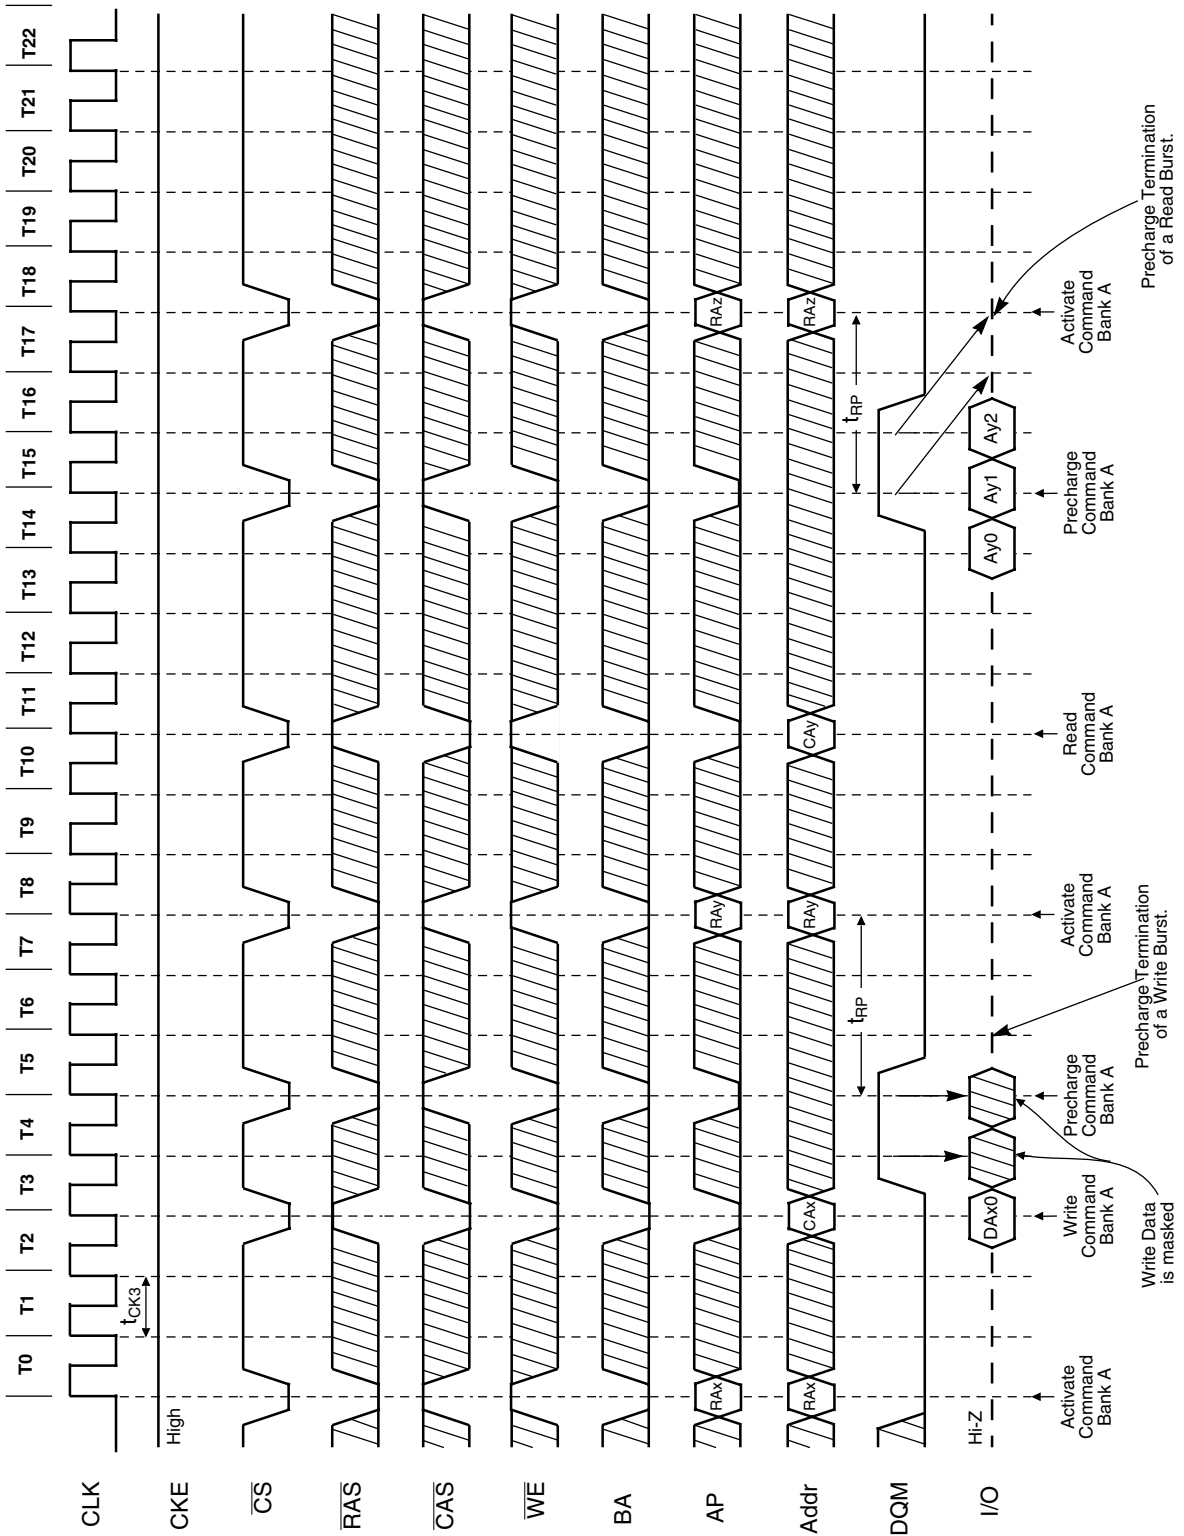 T0 T1 T2 T3 T4 T5 T6 T7 T8 T9 T10 T11 T12 T13 T14 T15 T16 T17 T18 T19 T20 T21 T22
CLK
tCK3
CKE
High
CS
RAS
CAS
WE
BA
AP
RAx
RAy
RAz
Addr
RAx
CAx
RAy
CAy
RAz
tRP
tRP
DQM
I/O
Hi-Z
DAx0
Ay0
Ay1
Ay2
Activate
Command
Bank A
Write
Command
Bank A
Precharge
Command
Bank A
Activate
Command
Bank A
Read
Command
Bank A
Precharge
Command
Bank A
Activate
Command
Bank A
Write Data
is masked
Precharge Termination
of a Write Burst.
Precharge Termination
of a Read Burst.